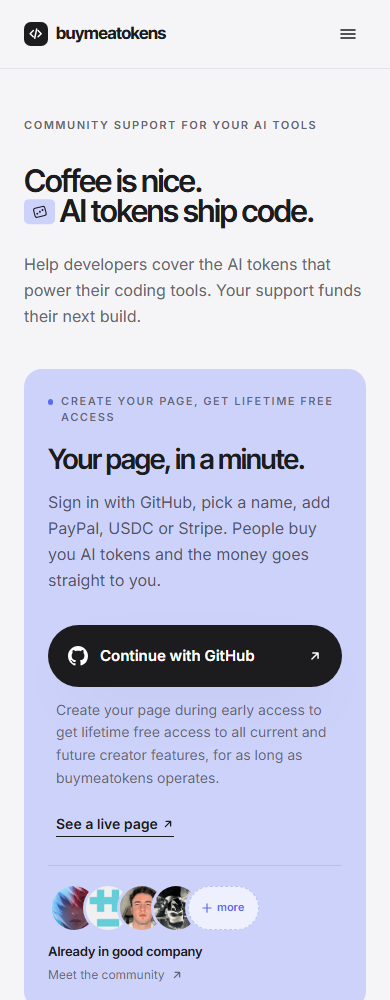 buymeatokens
COMMUNITY SUPPORT FOR YOUR AI TOOLS
Coffee is nice.
AI tokens ship code.
Help developers cover the AI tokens that
power their coding tools. Your support funds
their next build.
CREATE YOUR PAGE, GET LIFETIME FREE
ACCESS
Your page, in a minute.
Sign in with GitHub, pick a name, add
PayPal, USDC or Stripe. People buy
you AI tokens and the money goes
straight to you.
Continue with GitHub
Create your page during early access to
get lifetime free access to all current and
future creator features, for as long as
buymeatokens operates.
See a live page
+ more
Already in good company
Meet the community